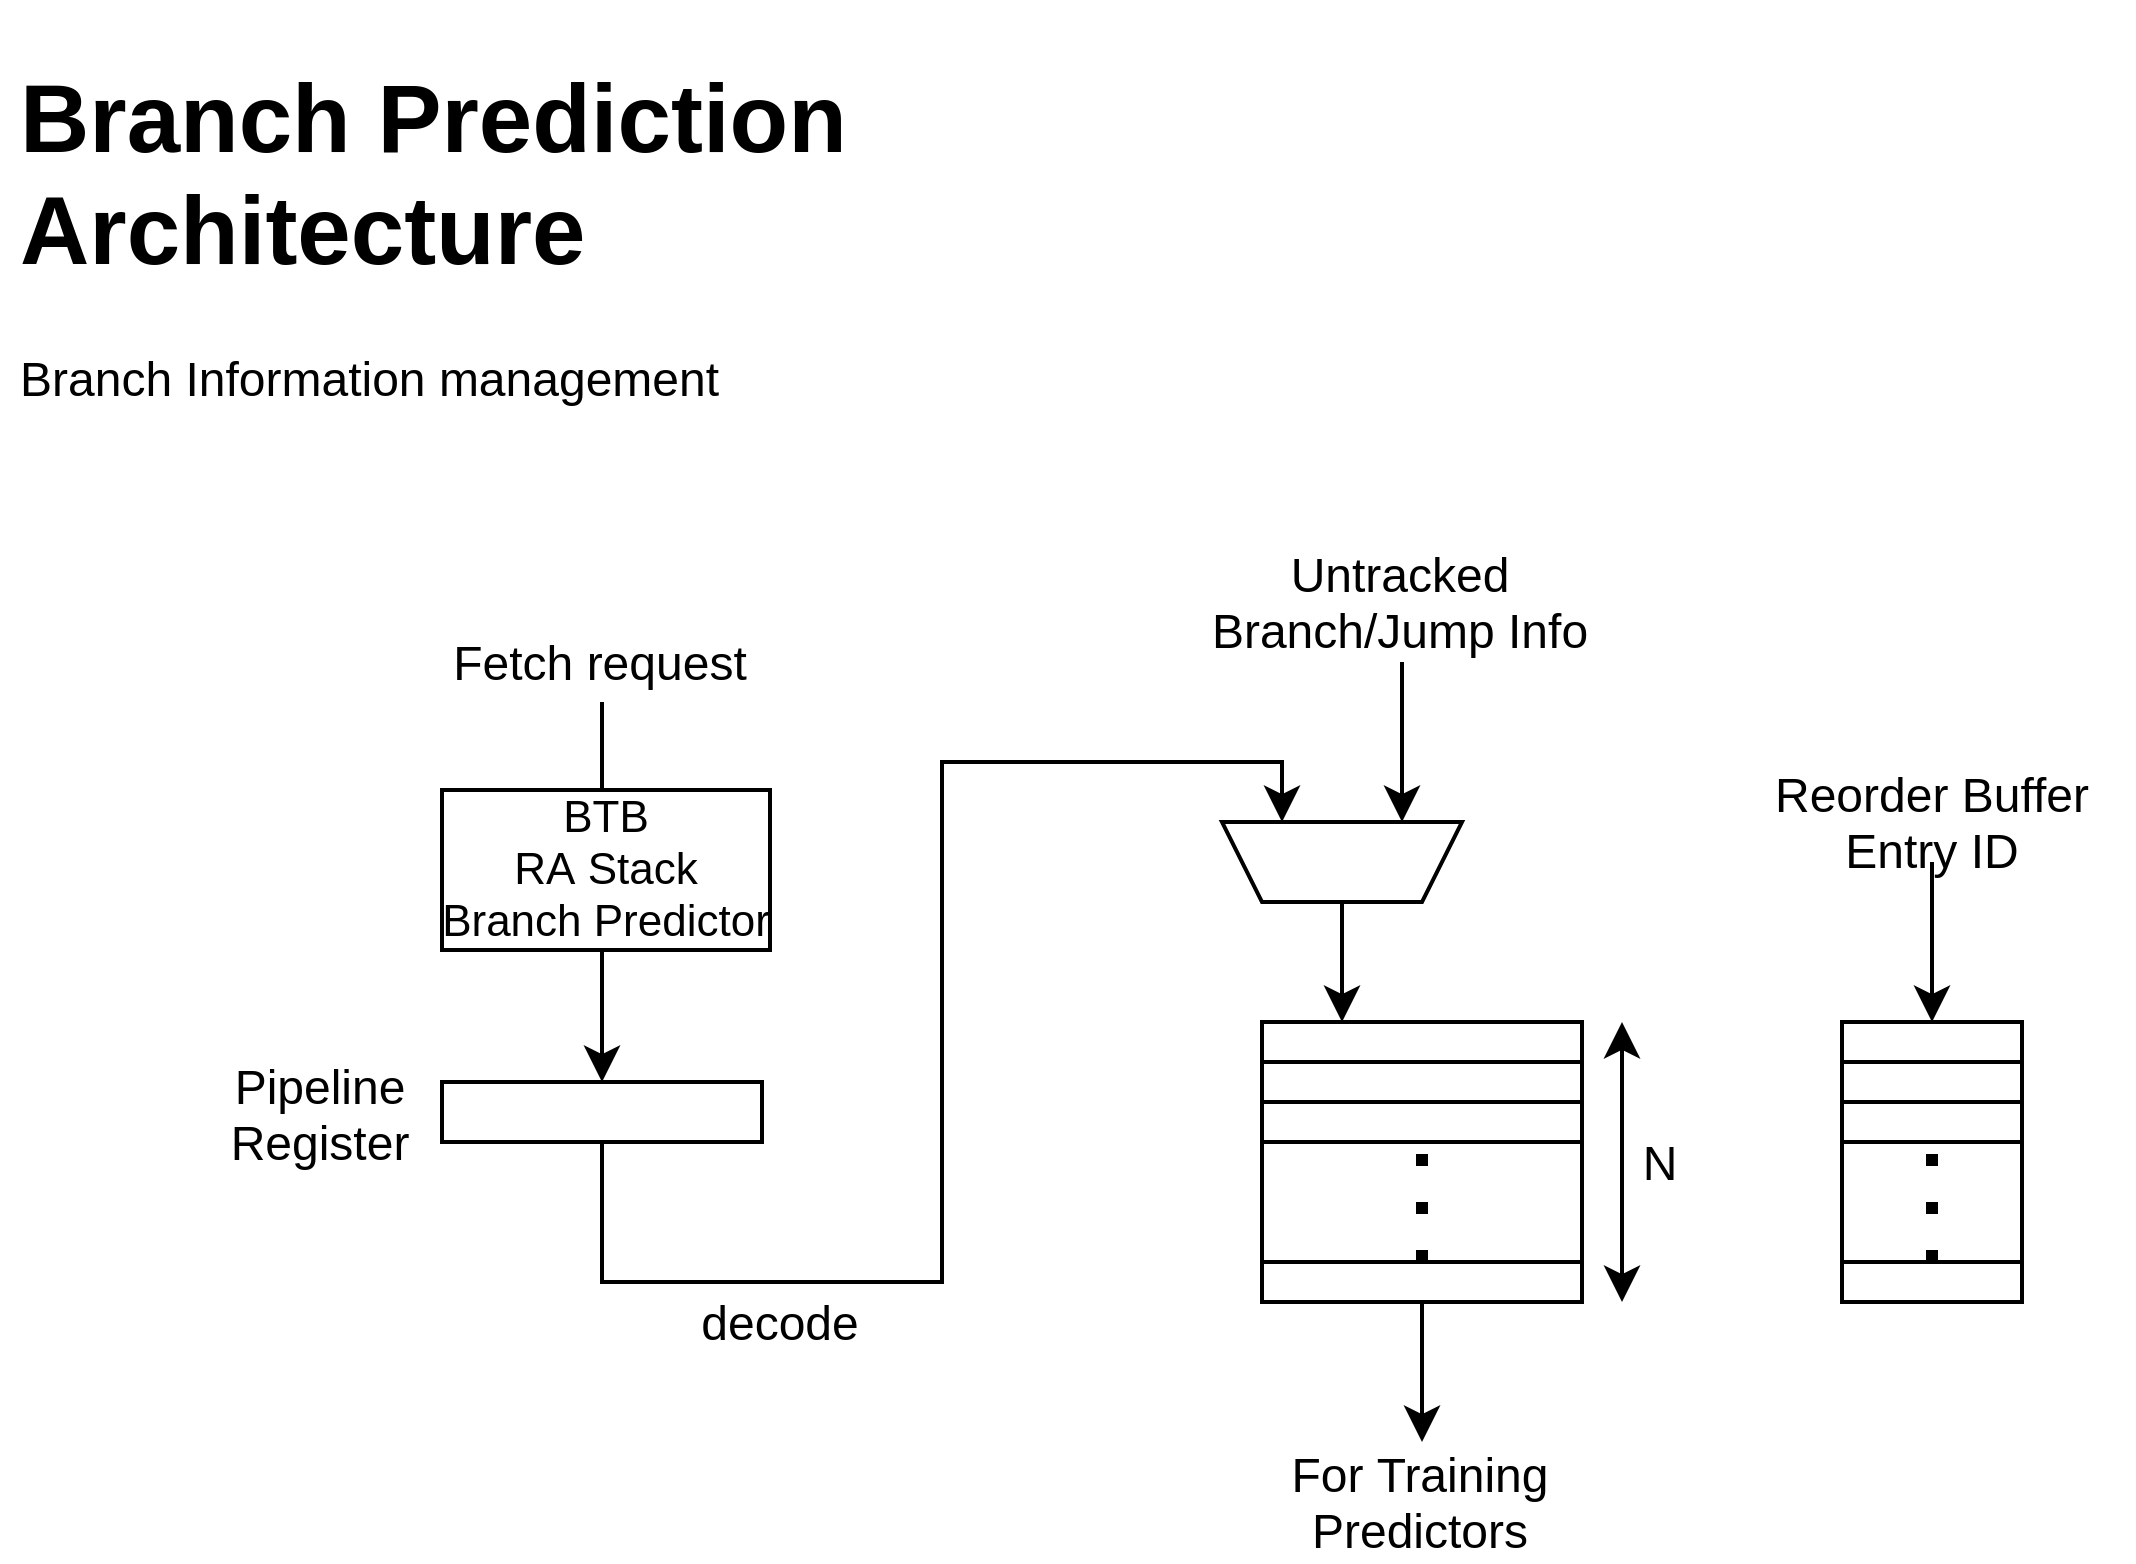 Branch Prediction
Architecture
Branch Information management
Untracked
Branch/Jump Info
Fetch request
Reorder Buffer
Entry ID
BTB
RA Stack
Branch Predictor
Pipeline
Register
N
decode
For Training
Predictors